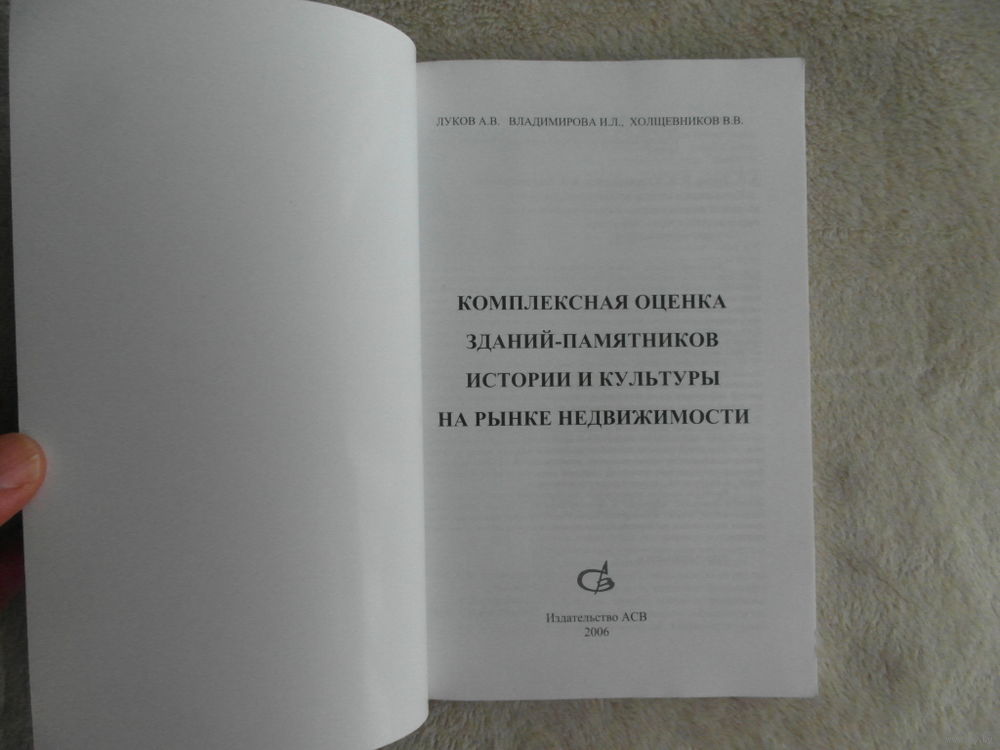 ЛУКОВ А.В. ВЛАДИМИРОВА И.Л., ХОЛЩЕВНИКОВ В.В.
КОМПЛЕКСНАЯ ОЦЕНКА
ЗДАНИЙ-ПАМЯТНИКОВ
ИСТОРИИ И КУЛЬТУРЫ
НА РЫНКЕ НЕДВИЖИМОСТИ
Издательство АСВ
2006